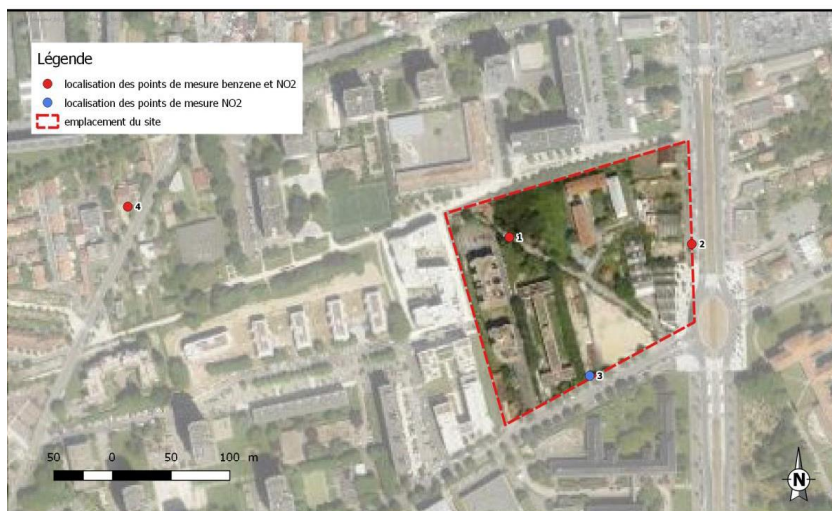 Légende
localisation des points de mesure benzene et NO2
localisation des points de mesure NO2
emplacement du site
4
1
2
3
50 0 50 100 m
N